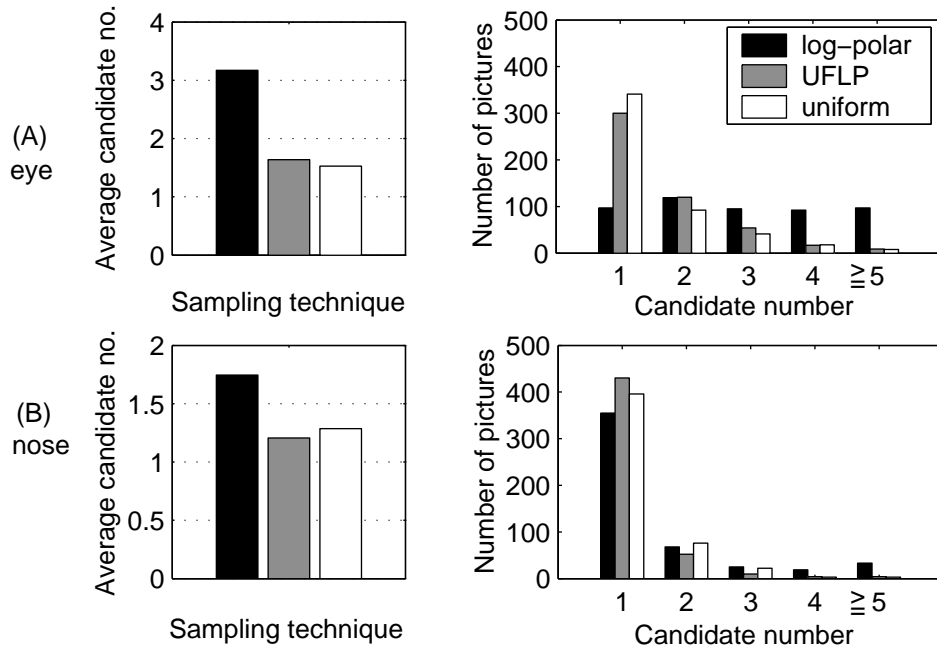 (A)
eye
Average candidate no.
4
3
2
1
0
Sampling technique
Number of pictures
500
400
300
200
100
0
log-polar
UFLP
uniform
1 2 3 4 ≧ 5
Candidate number
(B)
nose
Average candidate no.
2
1.5
1
0.5
0
Sampling technique
Number of pictures
500
400
300
200
100
0
1 2 3 4 ≧ 5
Candidate number